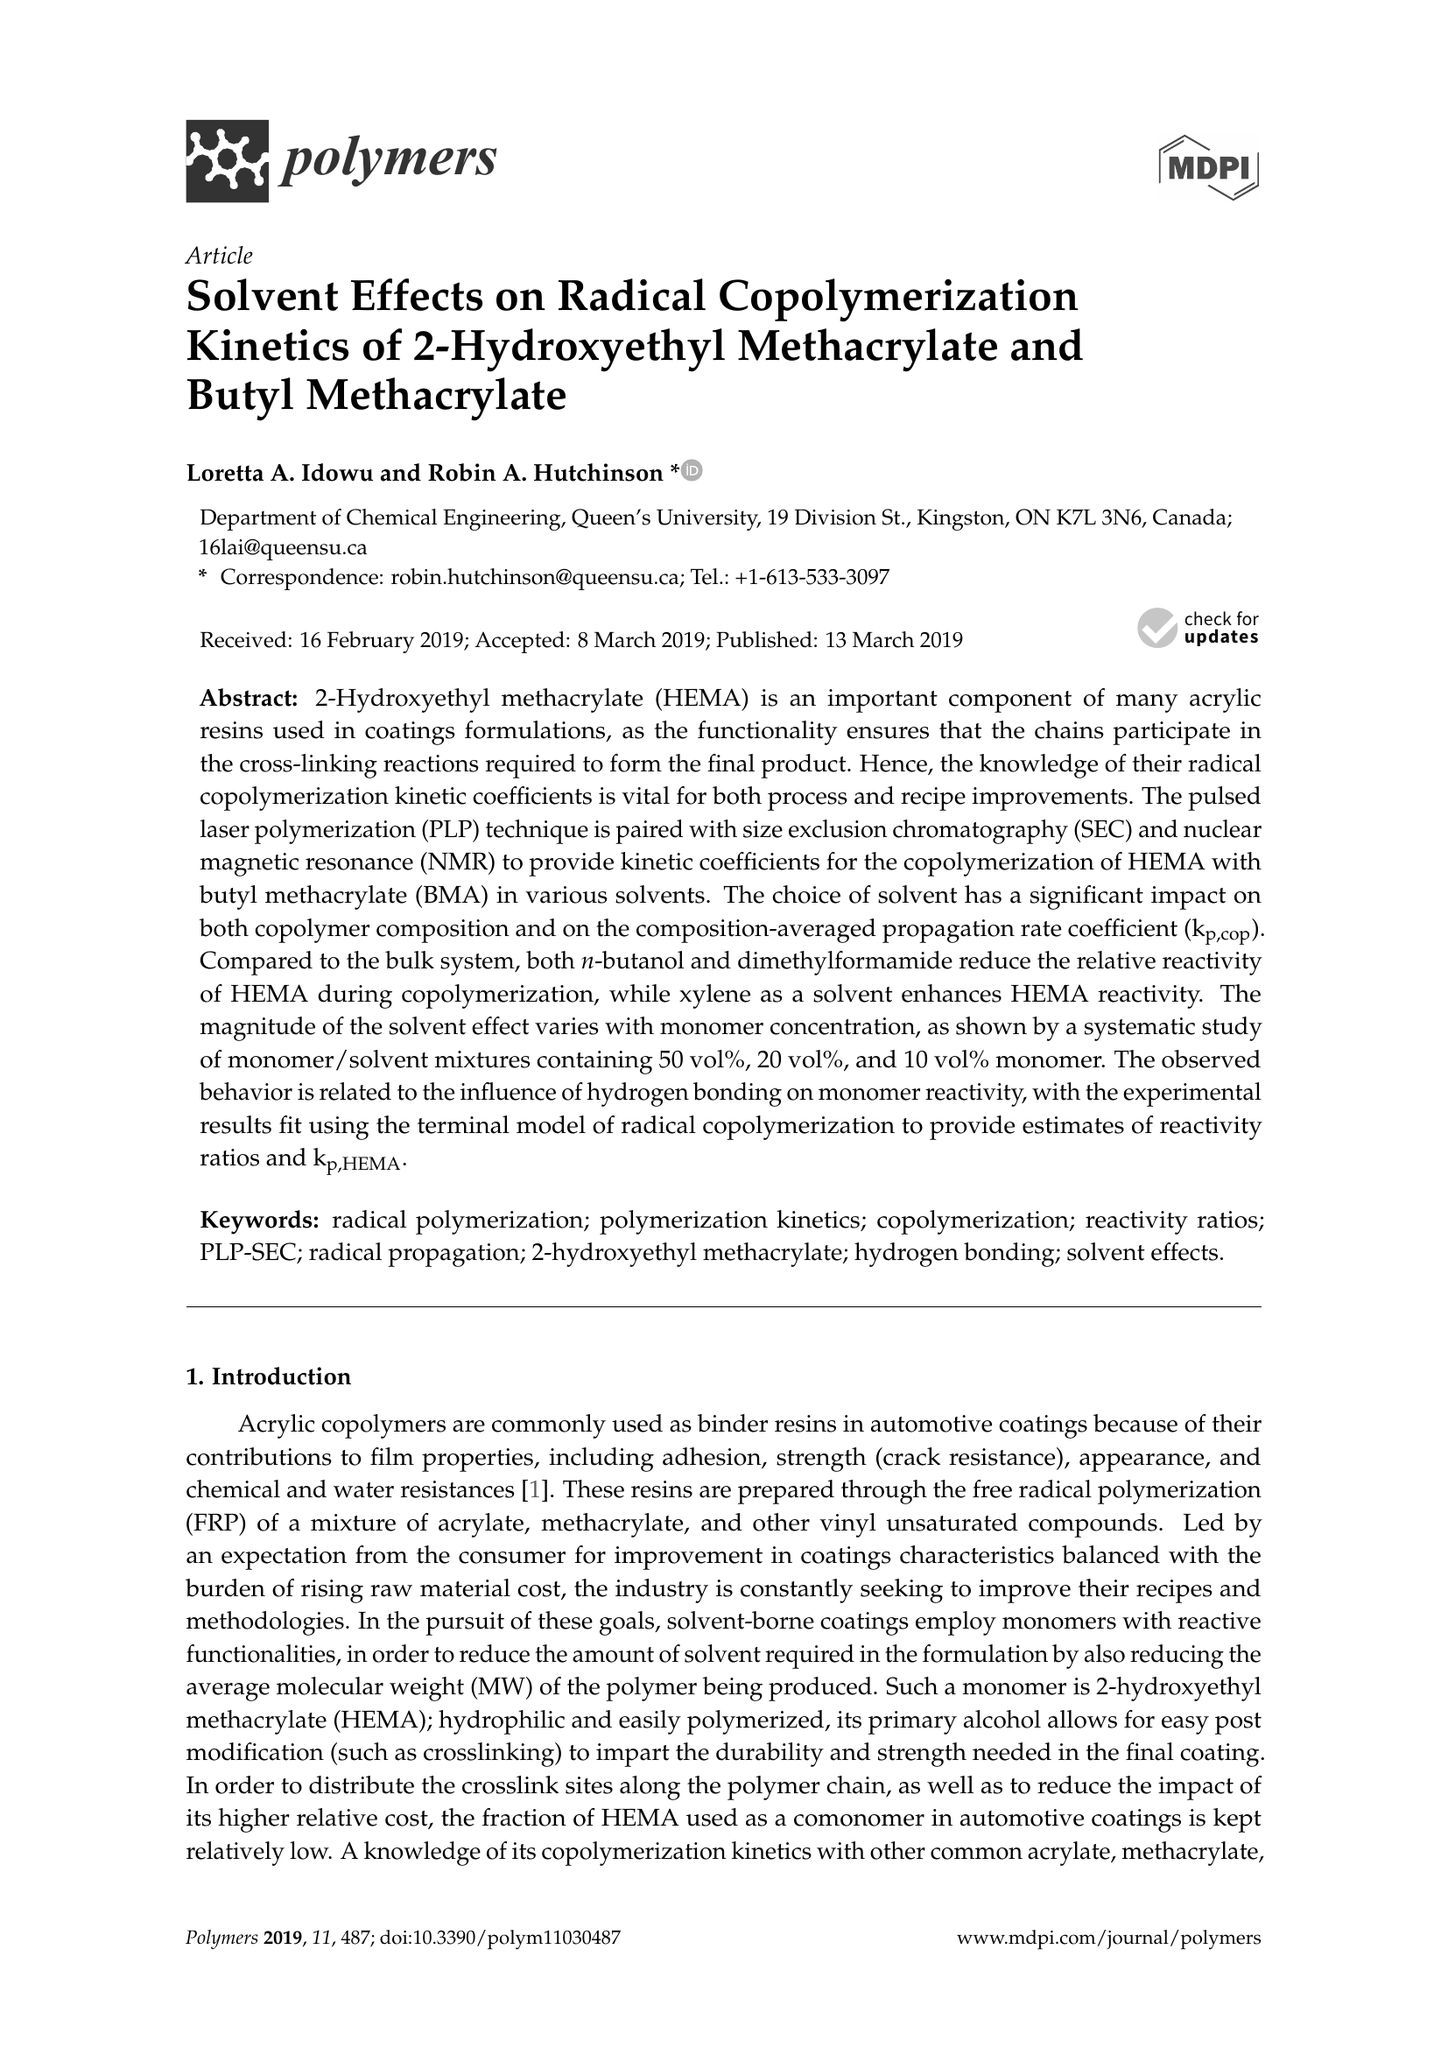 polymers
MDPI
Article
Solvent Effects on Radical Copolymerization
Kinetics of 2-Hydroxyethyl Methacrylate and
Butyl Methacrylate
Loretta A. Idowu and Robin A. Hutchinson * iD
Department of Chemical Engineering, Queen's University, 19 Division St., Kingston, ON K7L 3N6, Canada;
16lai@queensu.ca
* Correspondence: robin.hutchinson@queensu.ca; Tel.: +1-613-533-3097
check for
updates
Received: 16 February 2019; Accepted: 8 March 2019; Published: 13 March 2019
Abstract: 2-Hydroxyethyl methacrylate (HEMA) is an important component of many acrylic
resins used in coatings formulations, as the functionality ensures that the chains participate in
the cross-linking reactions required to form the final product. Hence, the knowledge of their radical
copolymerization kinetic coefficients is vital for both process and recipe improvements. The pulsed
laser polymerization (PLP) technique is paired with size exclusion chromatography (SEC) and nuclear
magnetic resonance (NMR) to provide kinetic coefficients for the copolymerization of HEMA with
butyl methacrylate (BMA) in various solvents. The choice of solvent has a significant impact on
both copolymer composition and on the composition-averaged propagation rate coefficient (kp,cop).
Compared to the bulk system, both n-butanol and dimethylformamide reduce the relative reactivity
of HEMA during copolymerization, while xylene as a solvent enhances HEMA reactivity. The
magnitude of the solvent effect varies with monomer concentration, as shown by a systematic study
of monomer/solvent mixtures containing 50 vol%, 20 vol%, and 10 vol% monomer. The observed
behavior is related to the influence of hydrogen bonding on monomer reactivity, with the experimental
results fit using the terminal model of radical copolymerization to provide estimates of reactivity
ratios and kp,HEMA.
Keywords: radical polymerization; polymerization kinetics; copolymerization; reactivity ratios;
PLP-SEC; radical propagation; 2-hydroxyethyl methacrylate; hydrogen bonding; solvent effects.
1. Introduction
Acrylic copolymers are commonly used as binder resins in automotive coatings because of their
contributions to film properties, including adhesion, strength (crack resistance), appearance, and
chemical and water resistances [1]. These resins are prepared through the free radical polymerization
(FRP) of a mixture of acrylate, methacrylate, and other vinyl unsaturated compounds. Led by
an expectation from the consumer for improvement in coatings characteristics balanced with the
burden of rising raw material cost, the industry is constantly seeking to improve their recipes and
methodologies. In the pursuit of these goals, solvent-borne coatings employ monomers with reactive
functionalities, in order to reduce the amount of solvent required in the formulation by also reducing the
average molecular weight (MW) of the polymer being produced. Such a monomer is 2-hydroxyethyl
methacrylate (HEMA); hydrophilic and easily polymerized, its primary alcohol allows for easy post
modification (such as crosslinking) to impart the durability and strength needed in the final coating.
In order to distribute the crosslink sites along the polymer chain, as well as to reduce the impact of
its higher relative cost, the fraction of HEMA used as a comonomer in automotive coatings is kept
relatively low. A knowledge of its copolymerization kinetics with other common acrylate, methacrylate,
Polymers 2019, 11, 487; doi:10.3390/polym11030487
www.mdpi.com/journal/polymers